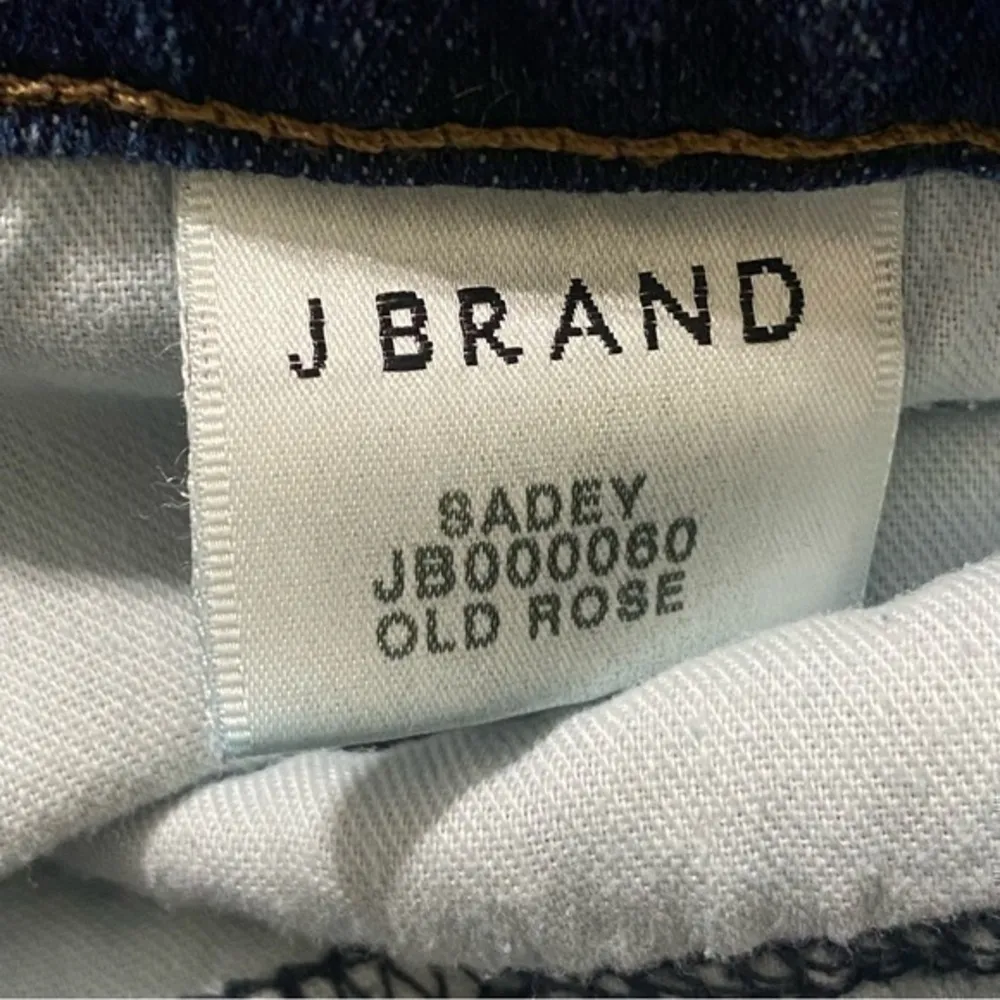 J BRAND
SADEY
JB000060
OLD ROSE